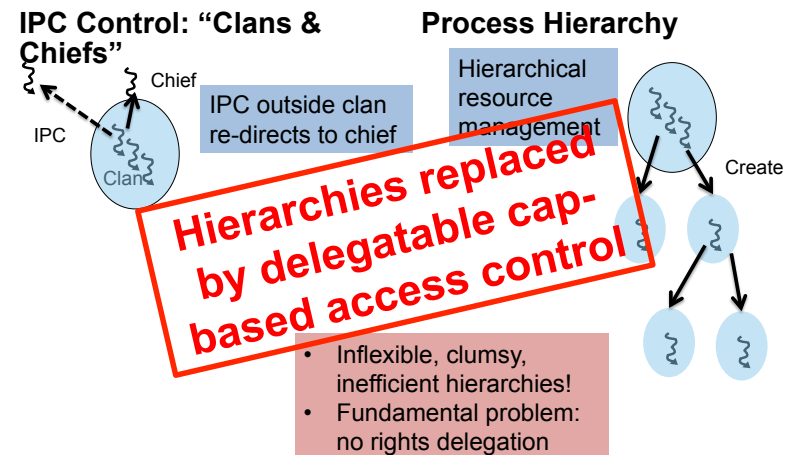 IPC Control: “Clans &
Chiefs”
Chief
IPC
Clan
IPC outside clan
re-directs to chief
Process Hierarchy
Hierarchical
resource
management
Create
Hierarchies replaced
by delegatable cap-
based access control
• Inflexible, clumsy,
inefficient hierarchies!
• Fundamental problem:
no rights delegation